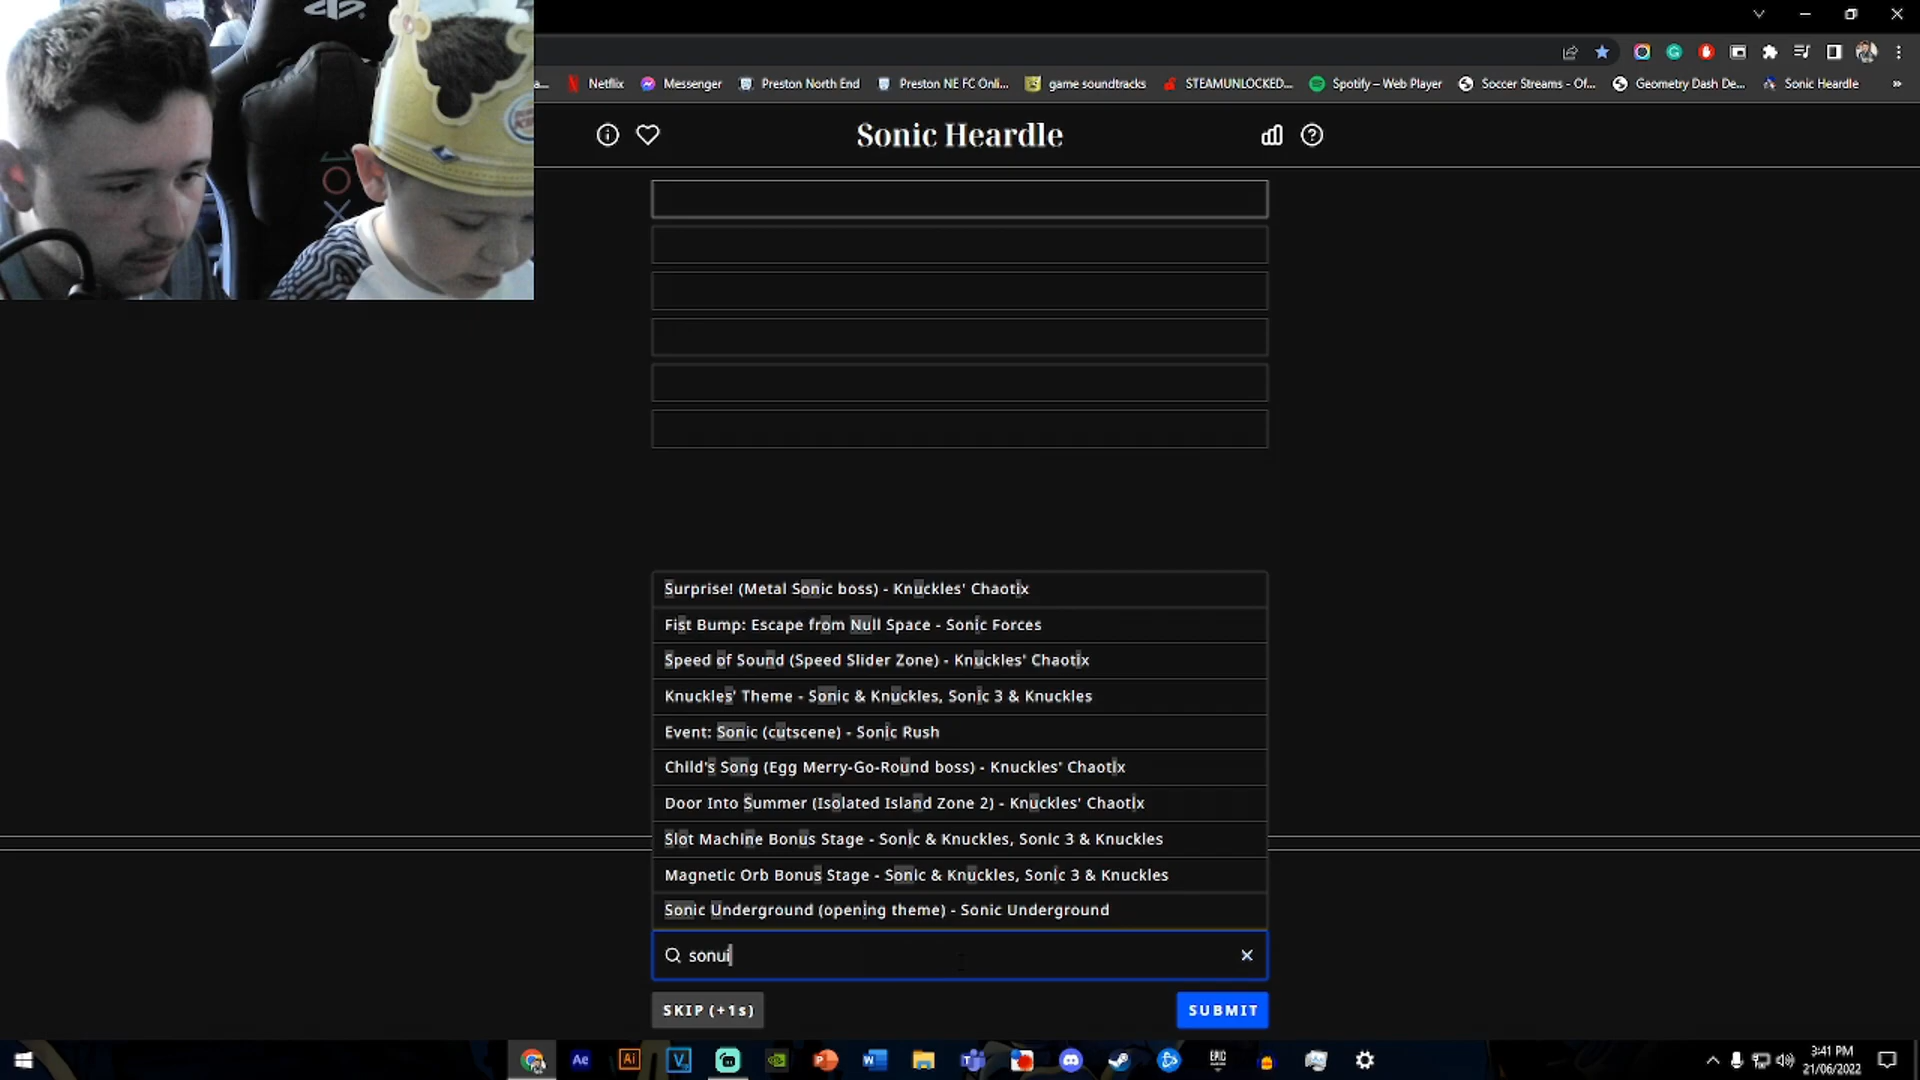 Netflix
Messenger
Preston North End
Preston NE FC Onli...
game soundtracks
STEAMUNLOCKED...
Spotify – Web Player
Soccer Streams - Of...
Geometry Dash De...
Sonic Heardle
»
Sonic Heardle
Surprise! (Metal Sonic boss) - Knuckles' Chaotix
Fist Bump: Escape from Null Space - Sonic Forces
Speed of Sound (Speed Slider Zone) - Knuckles' Chaotix
Knuckles' Theme - Sonic & Knuckles, Sonic 3 & Knuckles
Event: Sonic (cutscene) - Sonic Rush
Child's Song (Egg Merry-Go-Round boss) - Knuckles' Chaotix
Door Into Summer (Isolated Island Zone 2) - Knuckles' Chaotix
Slot Machine Bonus Stage - Sonic & Knuckles, Sonic 3 & Knuckles
Magnetic Orb Bonus Stage - Sonic & Knuckles, Sonic 3 & Knuckles
Sonic Underground (opening theme) - Sonic Underground
sonui
SKIP (+1s)
SUBMIT
Ae
Ai
V
EPIC
3:41 PM
21/06/2022